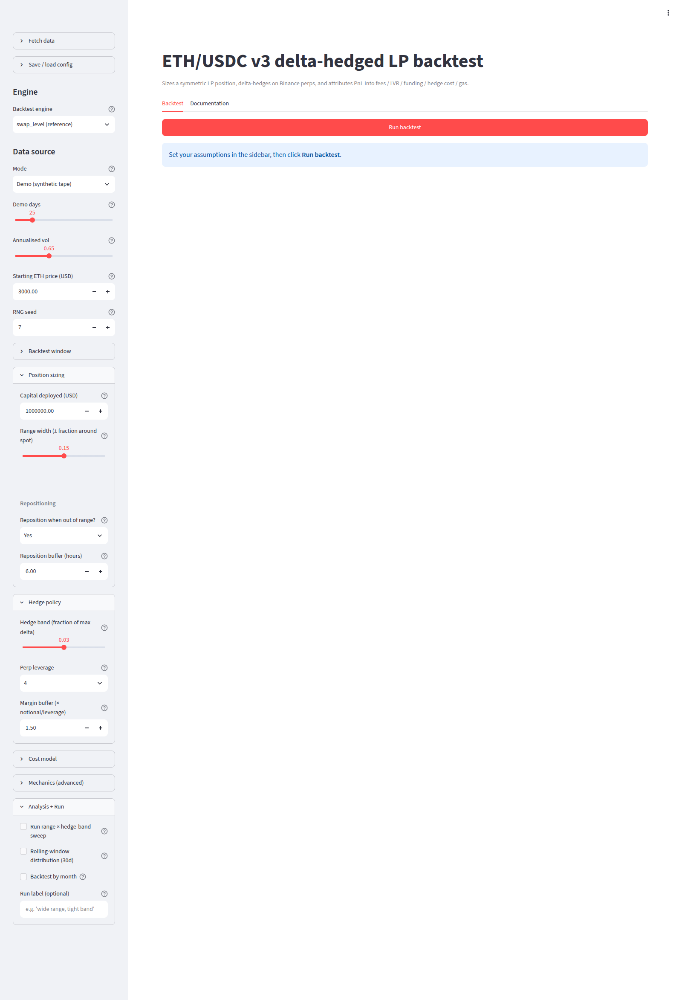 Fetch data
Save / load config
Engine
Backtest engine
swap_level (reference)
Data source
Mode
Demo (synthetic tape)
Demo days
25
Annualised vol
0.65
Starting ETH price (USD)
3000.00
RNG seed
7
Backtest window
Position sizing
Capital deployed (USD)
1000000.00
Range width (± fraction around
spot)
0.15
Repositioning
Reposition when out of range?
Yes
Reposition buffer (hours)
6.00
Hedge policy
Hedge band (fraction of max
delta)
0.03
Perp leverage
4
Margin buffer (×
notional/leverage)
1.50
Cost model
Mechanics (advanced)
Analysis + Run
Run range × hedge-band
sweep
Rolling-window
distribution (30d)
Backtest by month
Run label (optional)
e.g. 'wide range, tight band'
ETH/USDC v3 delta-hedged LP backtest
Sizes a symmetric LP position, delta-hedges on Binance perps, and attributes PnL into fees / LVR / funding / hedge cost / gas.
Backtest Documentation
Run backtest
Set your assumptions in the sidebar, then click Run backtest.